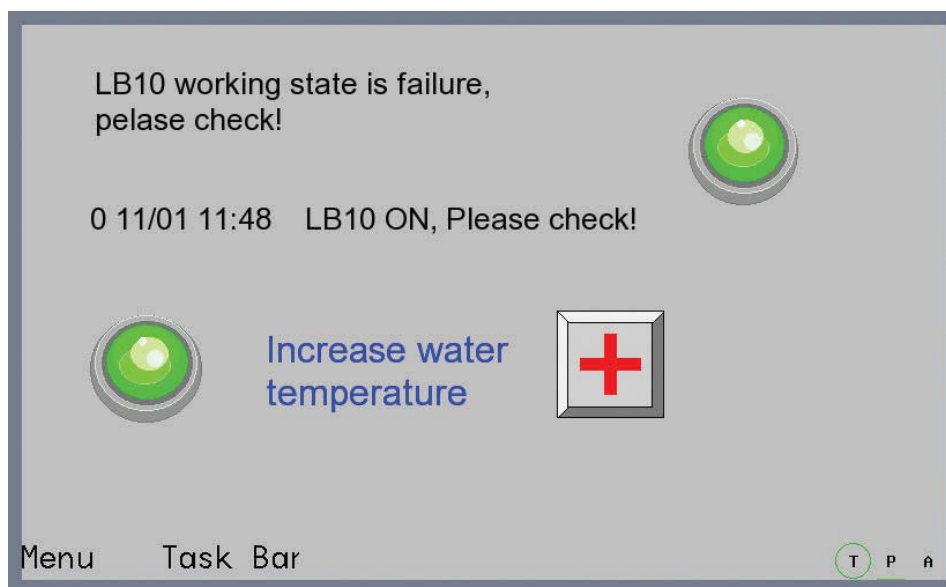 LB10 working state is failure,
pelase check!
0 11/01 11:48 LB10 ON, Please check!
Increase water
temperature
Menu Task Bar T P A